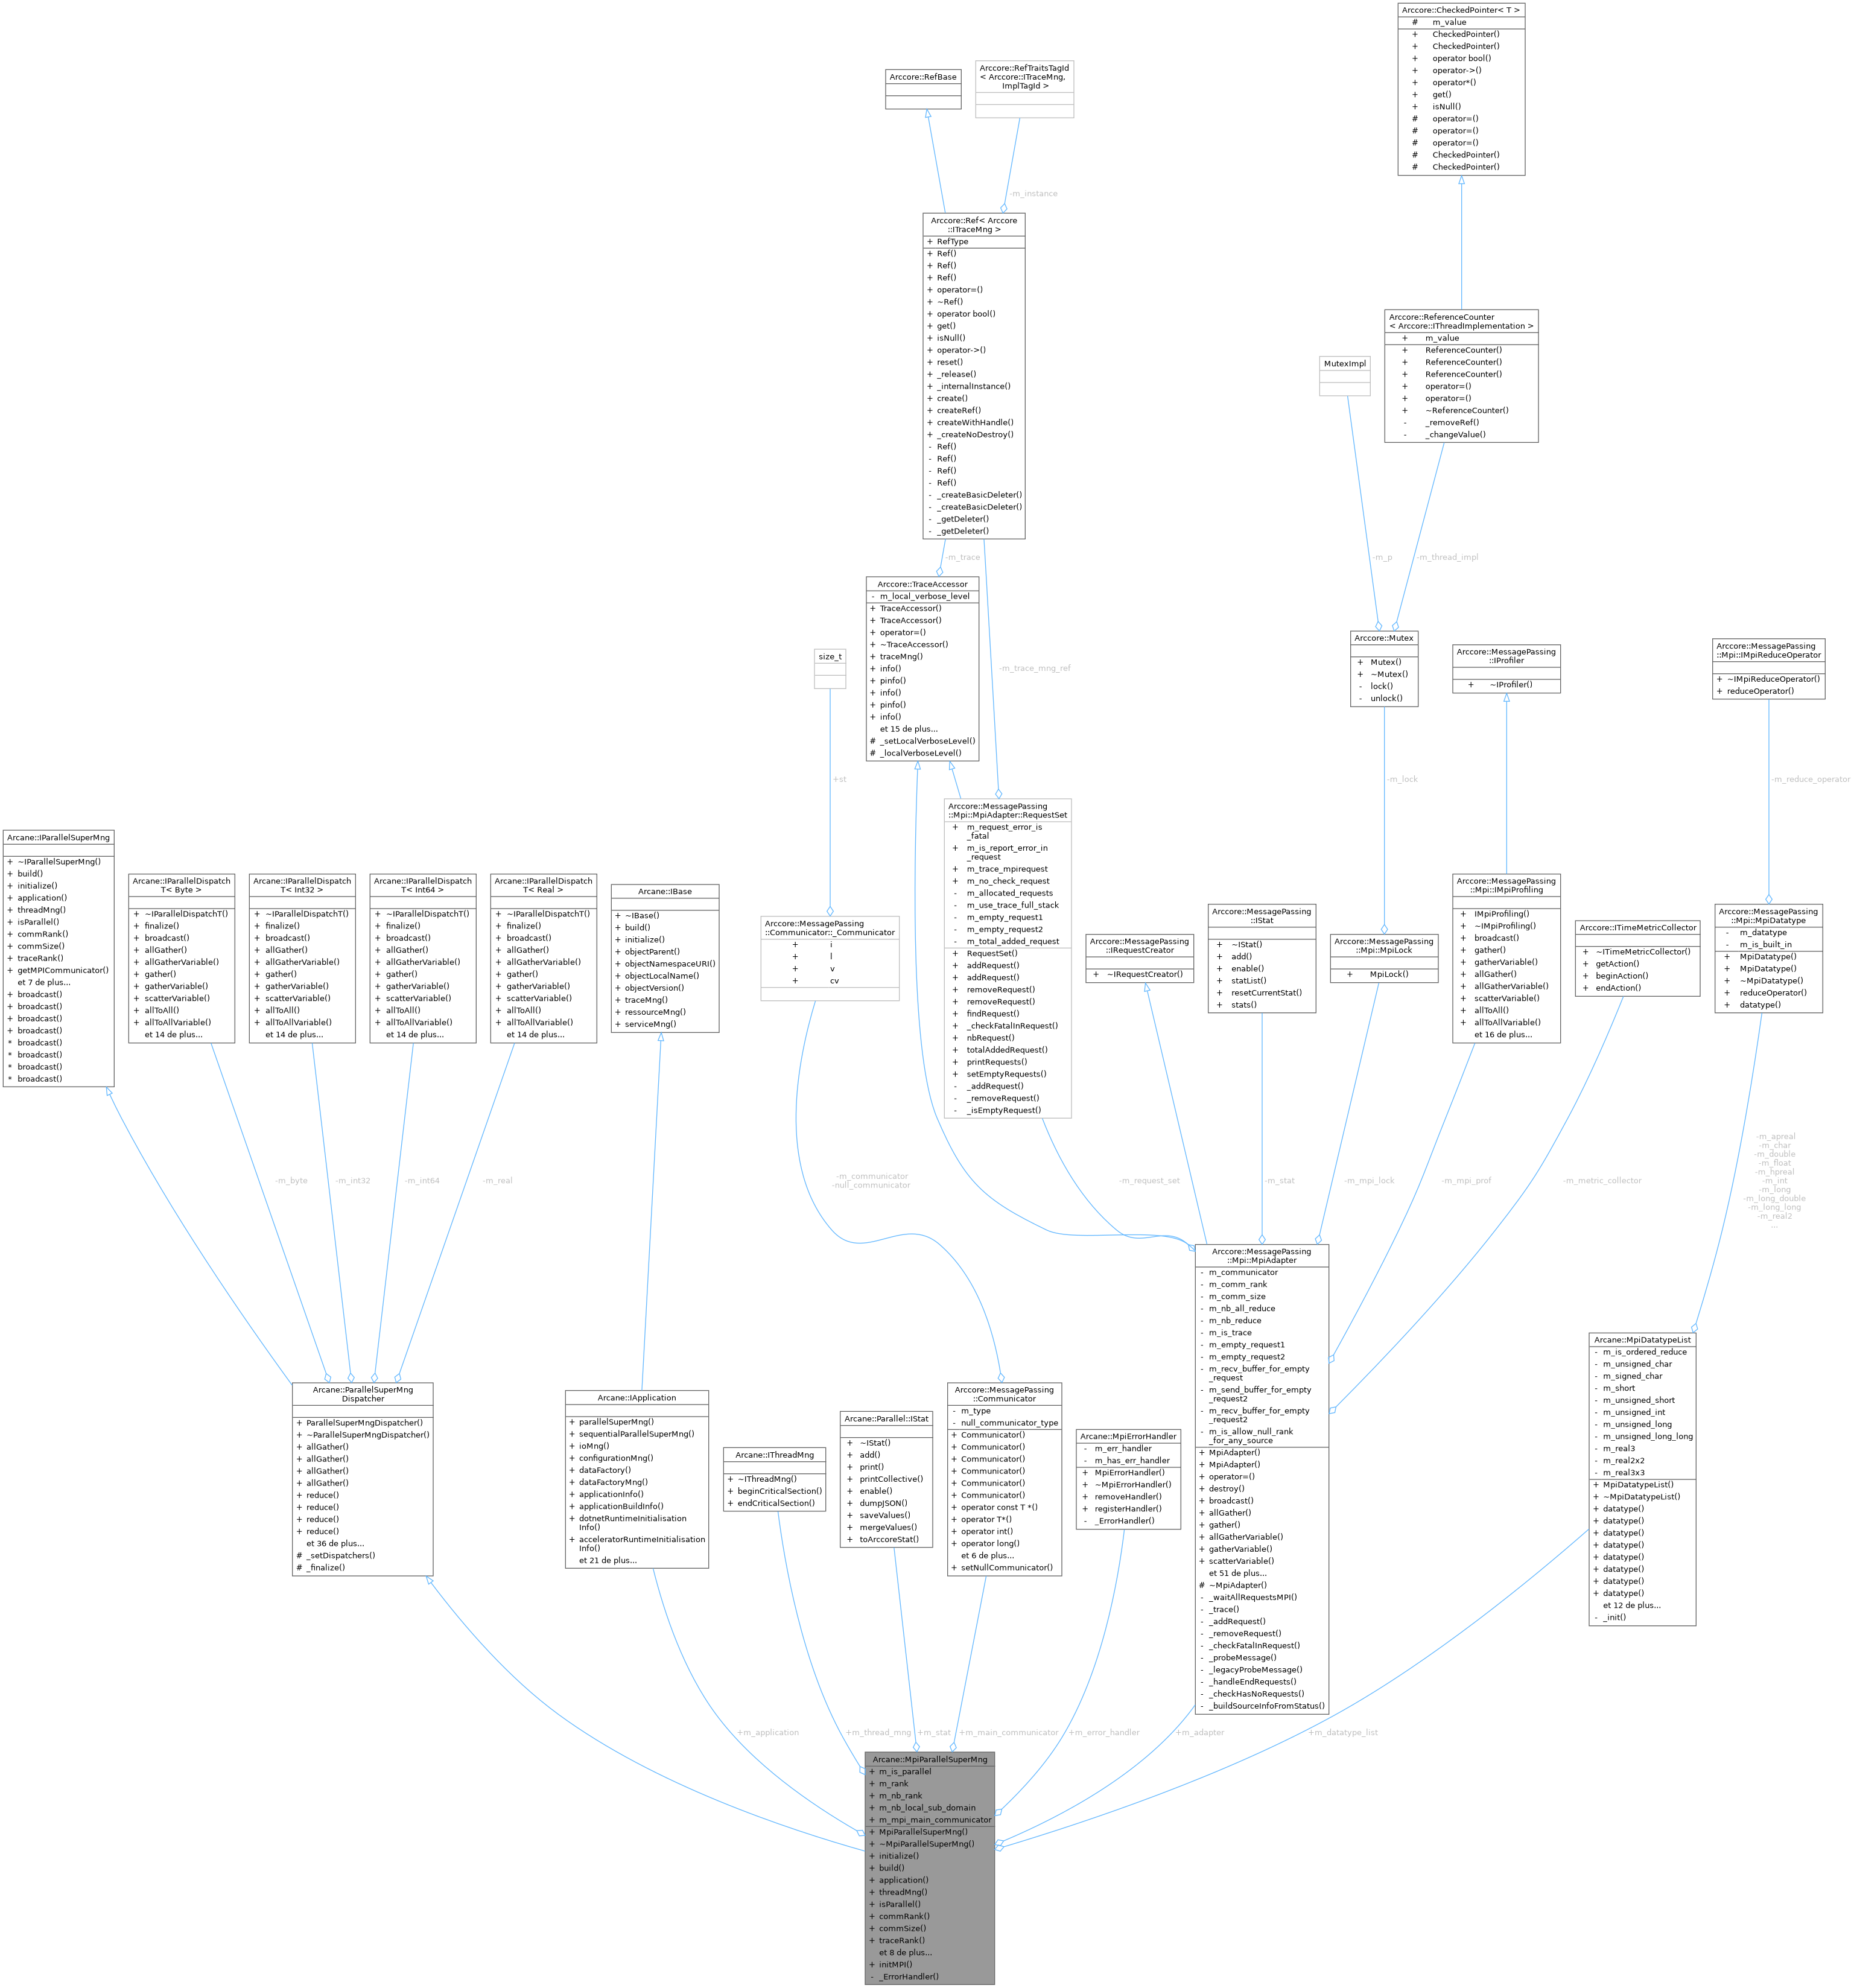 Arccore::CheckedPointer< T >
# m_value
+ CheckedPointer()
+ CheckedPointer()
+ operator bool()
+ operator->()
+ operator*()
+ get()
+ isNull()
# operator=()
# operator=()
# operator=()
# CheckedPointer()
# CheckedPointer()
Arccore::RefBase
Arccore::RefTraitsTagId
< Arccore::ITraceMng,
ImplTagId >
-m_instance
Arccore::Ref< Arccore
::ITraceMng >
+ RefType
+ Ref()
+ Ref()
+ Ref()
+ operator=()
+ ~Ref()
+ operator bool()
+ get()
+ isNull()
+ operator->()
+ reset()
+ _release()
+ _internalInstance()
+ create()
+ createRef()
+ createWithHandle()
+ _createNoDestroy()
- Ref()
- Ref()
- Ref()
- Ref()
- _createBasicDeleter()
- _createBasicDeleter()
- _getDeleter()
- _getDeleter()
MutexImpl
Arccore::ReferenceCounter
< Arccore::IThreadImplementation >
+ m_value
+ ReferenceCounter()
+ ReferenceCounter()
+ ReferenceCounter()
+ operator=()
+ operator=()
+ ~ReferenceCounter()
- _removeRef()
- _changeValue()
-m_trace
-m_p
-m_thread_impl
Arccore::TraceAccessor
- m_local_verbose_level
+ TraceAccessor()
+ TraceAccessor()
+ operator=()
+ ~TraceAccessor()
+ traceMng()
+ info()
+ pinfo()
+ info()
+ pinfo()
+ info()
et 15 de plus...
# _setLocalVerboseLevel()
# _localVerboseLevel()
-m_trace_mng_ref
size_t
Arccore::Mutex
+ Mutex()
+ ~Mutex()
- lock()
- unlock()
Arccore::MessagePassing
::IProfiler
+ ~IProfiler()
Arccore::MessagePassing
::Mpi::IMpiReduceOperator
+ ~IMpiReduceOperator()
+ reduceOperator()
+st
-m_lock
-m_reduce_operator
Arcane::IParallelSuperMng
+ ~IParallelSuperMng()
+ build()
+ initialize()
+ application()
+ threadMng()
+ isParallel()
+ commRank()
+ commSize()
+ traceRank()
+ getMPICommunicator()
et 7 de plus...
+ broadcast()
+ broadcast()
+ broadcast()
+ broadcast()
* broadcast()
* broadcast()
* broadcast()
* broadcast()
Arcane::IParallelDispatch
T< Byte >
+ ~IParallelDispatchT()
+ finalize()
+ broadcast()
+ allGather()
+ allGatherVariable()
+ gather()
+ gatherVariable()
+ scatterVariable()
+ allToAll()
+ allToAllVariable()
et 14 de plus...
Arcane::IParallelDispatch
T< Int32 >
+ ~IParallelDispatchT()
+ finalize()
+ broadcast()
+ allGather()
+ allGatherVariable()
+ gather()
+ gatherVariable()
+ scatterVariable()
+ allToAll()
+ allToAllVariable()
et 14 de plus...
Arcane::IParallelDispatch
T< Int64 >
+ ~IParallelDispatchT()
+ finalize()
+ broadcast()
+ allGather()
+ allGatherVariable()
+ gather()
+ gatherVariable()
+ scatterVariable()
+ allToAll()
+ allToAllVariable()
et 14 de plus...
Arcane::IParallelDispatch
T< Real >
+ ~IParallelDispatchT()
+ finalize()
+ broadcast()
+ allGather()
+ allGatherVariable()
+ gather()
+ gatherVariable()
+ scatterVariable()
+ allToAll()
+ allToAllVariable()
et 14 de plus...
Arcane::IBase
+ ~IBase()
+ build()
+ initialize()
+ objectParent()
+ objectNamespaceURI()
+ objectLocalName()
+ objectVersion()
+ traceMng()
+ ressourceMng()
+ serviceMng()
Arccore::MessagePassing
::Communicator::_Communicator
+ i
+ l
+ v
+ cv
Arccore::MessagePassing
::Mpi::MpiAdapter::RequestSet
+ m_request_error_is
_fatal
+ m_is_report_error_in
_request
+ m_trace_mpirequest
+ m_no_check_request
- m_allocated_requests
- m_use_trace_full_stack
- m_empty_request1
- m_empty_request2
- m_total_added_request
+ RequestSet()
+ addRequest()
+ addRequest()
+ removeRequest()
+ removeRequest()
+ findRequest()
+ _checkFatalInRequest()
+ nbRequest()
+ totalAddedRequest()
+ printRequests()
+ setEmptyRequests()
- _addRequest()
- _removeRequest()
- _isEmptyRequest()
Arccore::MessagePassing
::IRequestCreator
+ ~IRequestCreator()
Arccore::MessagePassing
::IStat
+ ~IStat()
+ add()
+ enable()
+ statList()
+ resetCurrentStat()
+ stats()
Arccore::MessagePassing
::Mpi::MpiLock
+ MpiLock()
Arccore::MessagePassing
::Mpi::IMpiProfiling
+ IMpiProfiling()
+ ~IMpiProfiling()
+ broadcast()
+ gather()
+ gatherVariable()
+ allGather()
+ allGatherVariable()
+ scatterVariable()
+ allToAll()
+ allToAllVariable()
et 16 de plus...
Arccore::ITimeMetricCollector
+ ~ITimeMetricCollector()
+ getAction()
+ beginAction()
+ endAction()
Arccore::MessagePassing
::Mpi::MpiDatatype
- m_datatype
- m_is_built_in
+ MpiDatatype()
+ MpiDatatype()
+ ~MpiDatatype()
+ reduceOperator()
+ datatype()
-m_byte
-m_int32
-m_int64
-m_real
-m_communicator
-null_communicator
-m_request_set
-m_stat
-m_mpi_lock
-m_mpi_prof
-m_metric_collector
-m_apreal
-m_char
-m_double
-m_float
-m_hpreal
-m_int
-m_long
-m_long_double
-m_long_long
-m_real2
...
Arcane::ParallelSuperMng
Dispatcher
+ ParallelSuperMngDispatcher()
+ ~ParallelSuperMngDispatcher()
+ allGather()
+ allGather()
+ allGather()
+ allGather()
+ reduce()
+ reduce()
+ reduce()
+ reduce()
et 36 de plus...
# _setDispatchers()
# _finalize()
Arcane::IApplication
+ parallelSuperMng()
+ sequentialParallelSuperMng()
+ ioMng()
+ configurationMng()
+ dataFactory()
+ dataFactoryMng()
+ applicationInfo()
+ applicationBuildInfo()
+ dotnetRuntimeInitialisation
Info()
+ acceleratorRuntimeInitialisation
Info()
et 21 de plus...
Arcane::IThreadMng
+ ~IThreadMng()
+ beginCriticalSection()
+ endCriticalSection()
Arcane::Parallel::IStat
+ ~IStat()
+ add()
+ print()
+ printCollective()
+ enable()
+ dumpJSON()
+ saveValues()
+ mergeValues()
+ toArccoreStat()
Arccore::MessagePassing
::Communicator
- m_type
- null_communicator_type
+ Communicator()
+ Communicator()
+ Communicator()
+ Communicator()
+ Communicator()
+ Communicator()
+ operator const T *()
+ operator T*()
+ operator int()
+ operator long()
et 6 de plus...
+ setNullCommunicator()
Arcane::MpiErrorHandler
- m_err_handler
- m_has_err_handler
+ MpiErrorHandler()
+ ~MpiErrorHandler()
+ removeHandler()
+ registerHandler()
- _ErrorHandler()
Arccore::MessagePassing
::Mpi::MpiAdapter
- m_communicator
- m_comm_rank
- m_comm_size
- m_nb_all_reduce
- m_nb_reduce
- m_is_trace
- m_empty_request1
- m_empty_request2
- m_recv_buffer_for_empty
_request
- m_send_buffer_for_empty
_request2
- m_recv_buffer_for_empty
_request2
- m_is_allow_null_rank
_for_any_source
+ MpiAdapter()
+ MpiAdapter()
+ operator=()
+ destroy()
+ broadcast()
+ allGather()
+ gather()
+ allGatherVariable()
+ gatherVariable()
+ scatterVariable()
et 51 de plus...
# ~MpiAdapter()
- _waitAllRequestsMPI()
- _trace()
- _addRequest()
- _removeRequest()
- _checkFatalInRequest()
- _probeMessage()
- _legacyProbeMessage()
- _handleEndRequests()
- _checkHasNoRequests()
- _buildSourceInfoFromStatus()
Arcane::MpiDatatypeList
- m_is_ordered_reduce
- m_unsigned_char
- m_signed_char
- m_short
- m_unsigned_short
- m_unsigned_int
- m_unsigned_long
- m_unsigned_long_long
- m_real3
- m_real2x2
- m_real3x3
+ MpiDatatypeList()
+ ~MpiDatatypeList()
+ datatype()
+ datatype()
+ datatype()
+ datatype()
+ datatype()
+ datatype()
+ datatype()
+ datatype()
et 12 de plus...
- _init()
+m_application
+m_thread_mng
+m_stat
+m_main_communicator
+m_error_handler
+m_adapter
+m_datatype_list
Arcane::MpiParallelSuperMng
+ m_is_parallel
+ m_rank
+ m_nb_rank
+ m_nb_local_sub_domain
+ m_mpi_main_communicator
+ MpiParallelSuperMng()
+ ~MpiParallelSuperMng()
+ initialize()
+ build()
+ application()
+ threadMng()
+ isParallel()
+ commRank()
+ commSize()
+ traceRank()
et 8 de plus...
+ initMPI()
- _ErrorHandler()